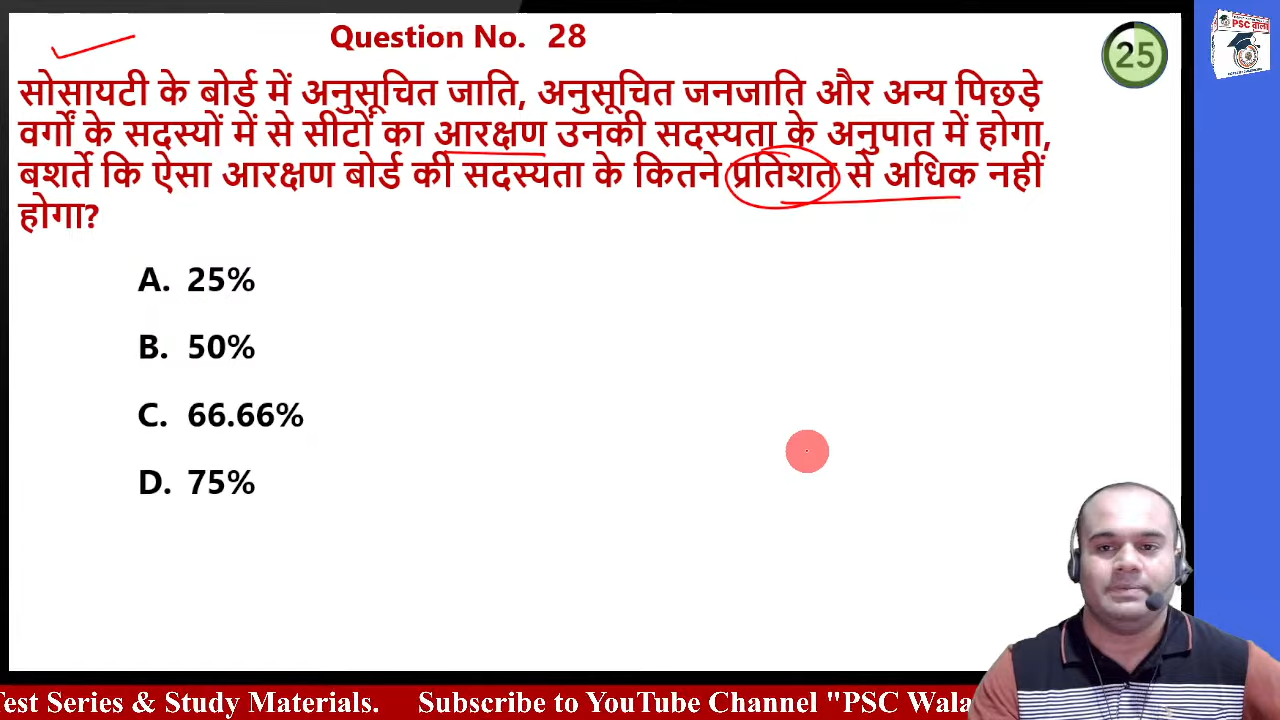 Question No. 28
25
PSC वाला
सोसायटी के बोर्ड में अनुसूचित जाति, अनुसूचित जनजाति और अन्य पिछड़े
वर्गों के सदस्यों में से सीटों का आरक्षण उनकी सदस्यता के अनुपात में होगा,
बशर्ते कि ऐसा आरक्षण बोर्ड की सदस्यता के कितने प्रतिशत से अधिक नहीं
होगा?
A. 25%
B. 50%
C. 66.66%
D. 75%
Test Series & Study Materials. Subscribe to YouTube Channel "PSC Wala